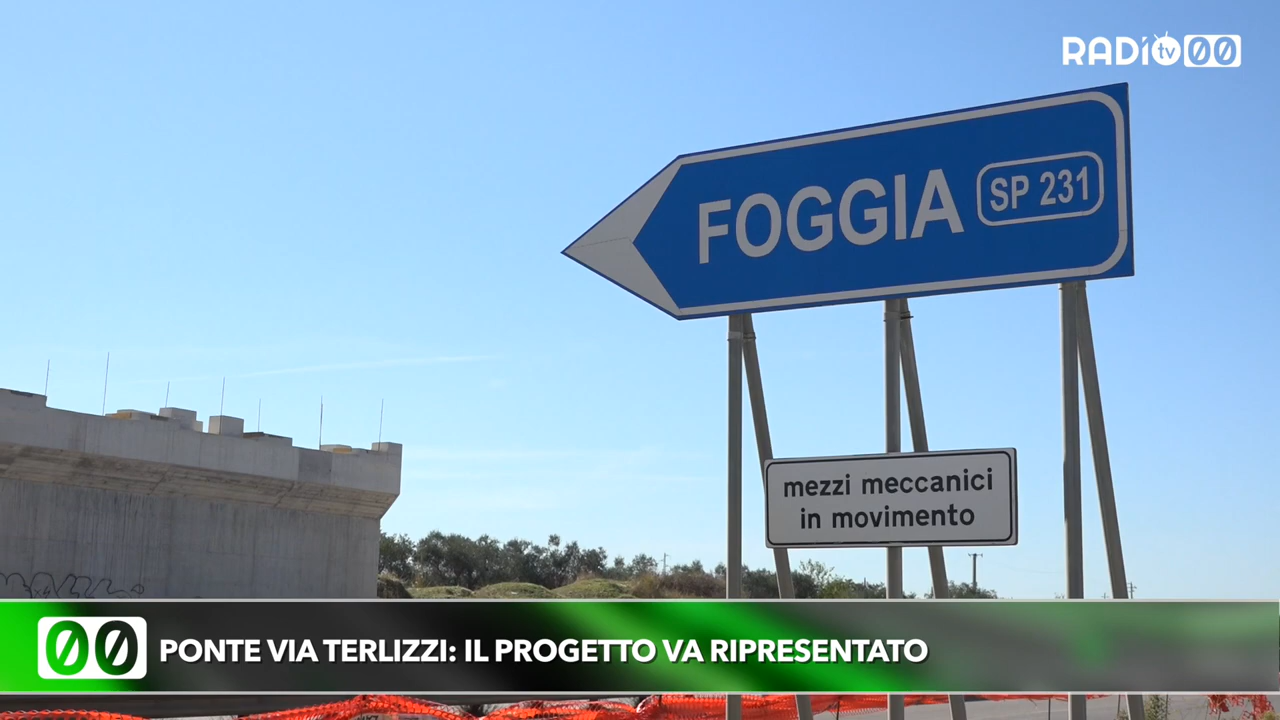 RADIO tv 00
FOGGIA SP 231
mezzi meccanici
in movimento
00 PONTE VIA TERLIZZI: IL PROGETTO VA RIPRESENTATO